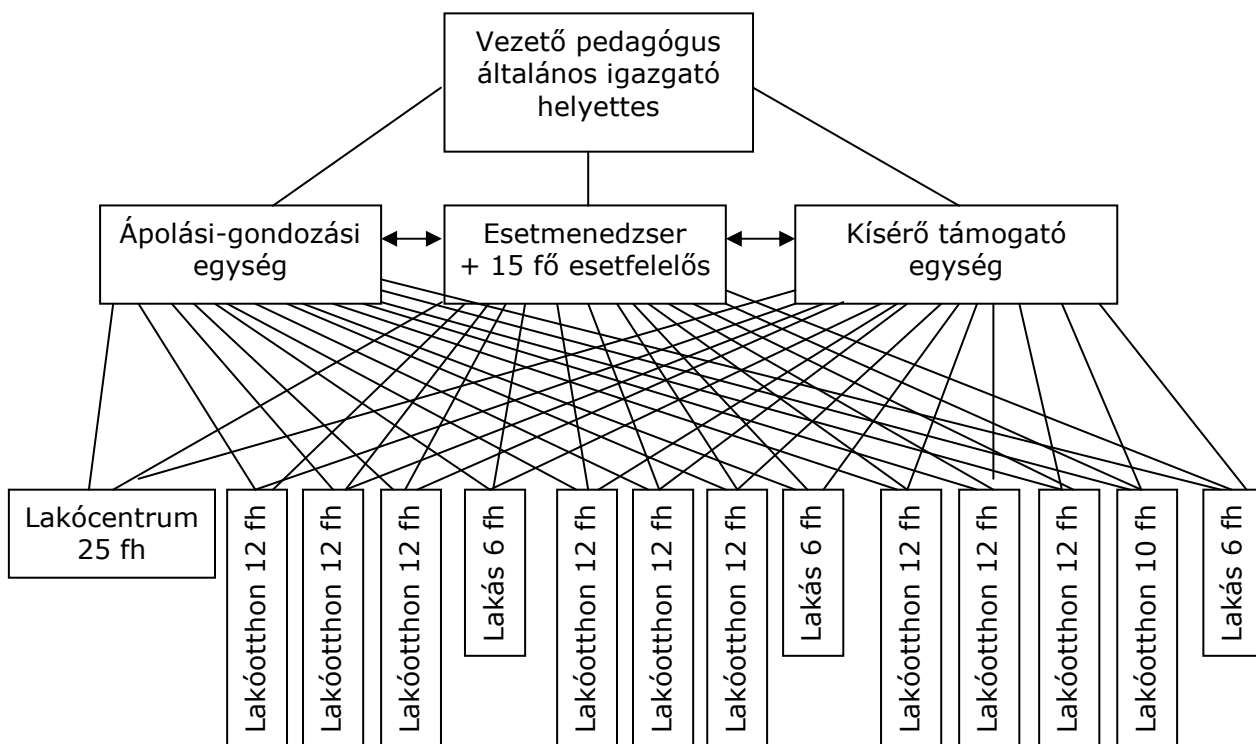 Vezető pedagógus
általános igazgató
helyettes
Ápolási-gondozási
egység
Esetmenedzser
+ 15 fő esetfelelős
Kísérő támogató
egység
Lakócentrum
25 fh
Lakóotthon 12 fh
Lakóotthon 12 fh
Lakóotthon 12 fh
Lakás 6 fh
Lakóotthon 12 fh
Lakóotthon 12 fh
Lakóotthon 12 fh
Lakás 6 fh
Lakóotthon 12 fh
Lakóotthon 12 fh
Lakóotthon 12 fh
Lakóotthon 10 fh
Lakás 6 fh